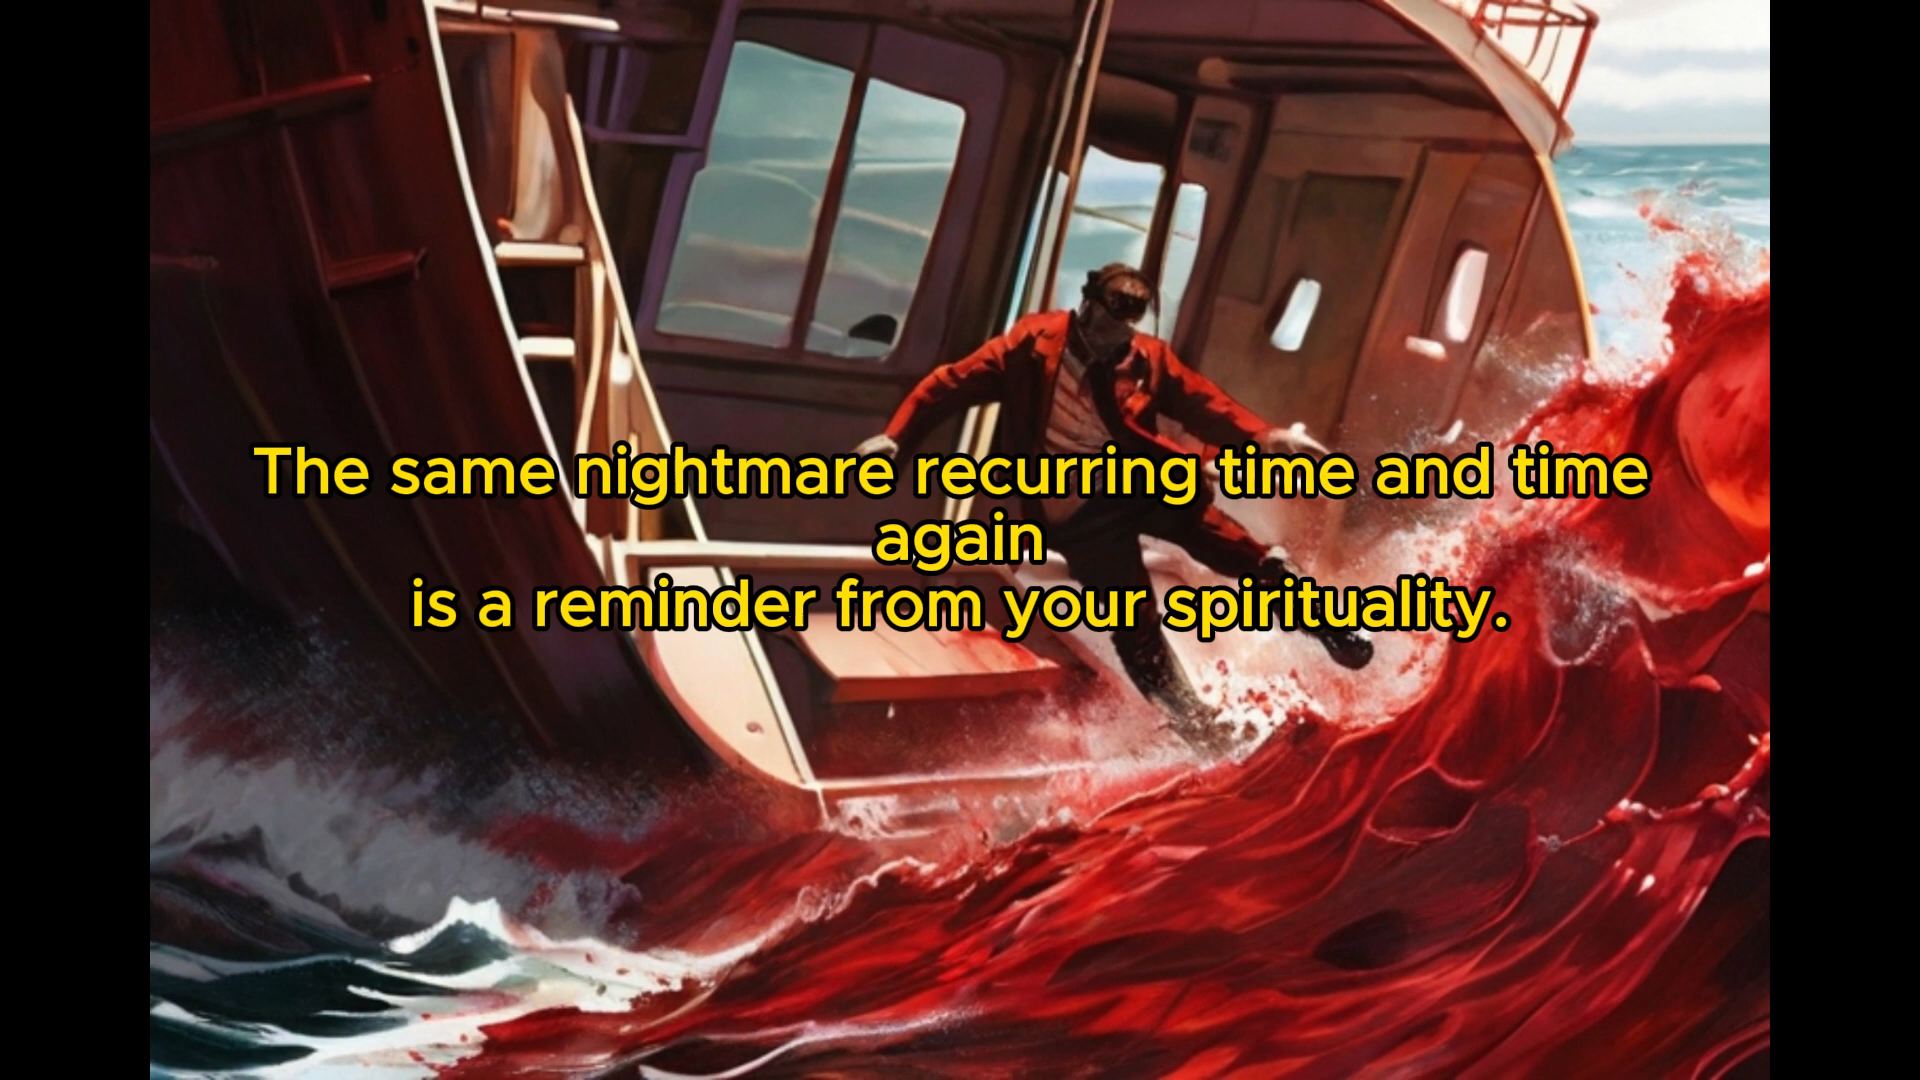 The same nightmare recurring time and time
again
is a reminder from your spirituality.